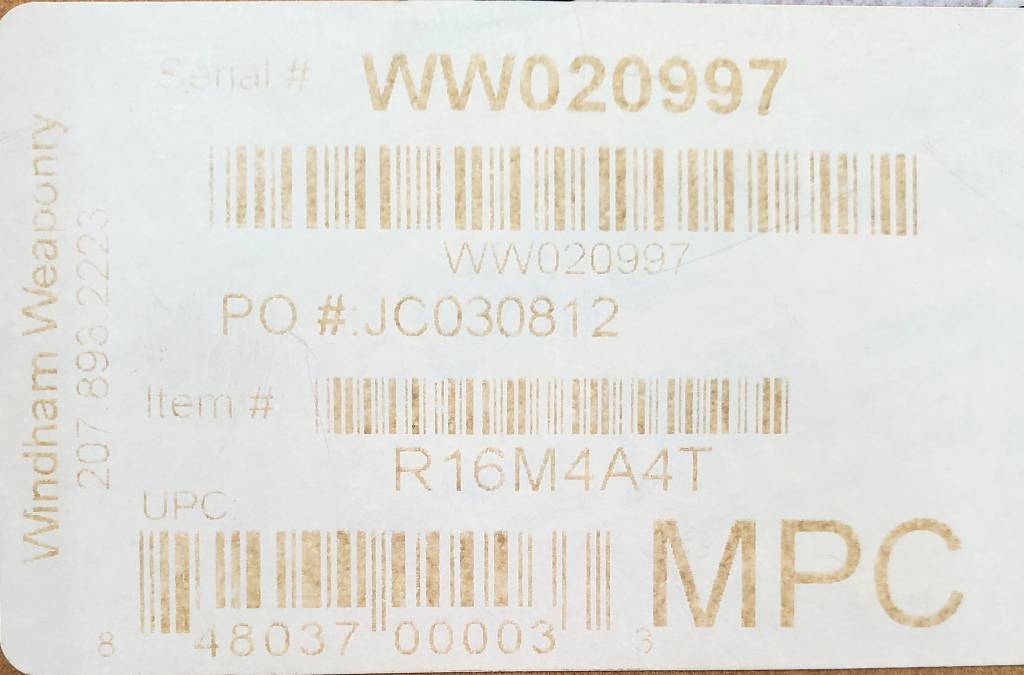 Windham Weaponry
207 893 2223
Serial # WW020997
WW020997
PO #:JC030812
Item #
R16M4A4T
UPC:
8 48037 00003 3
MPC